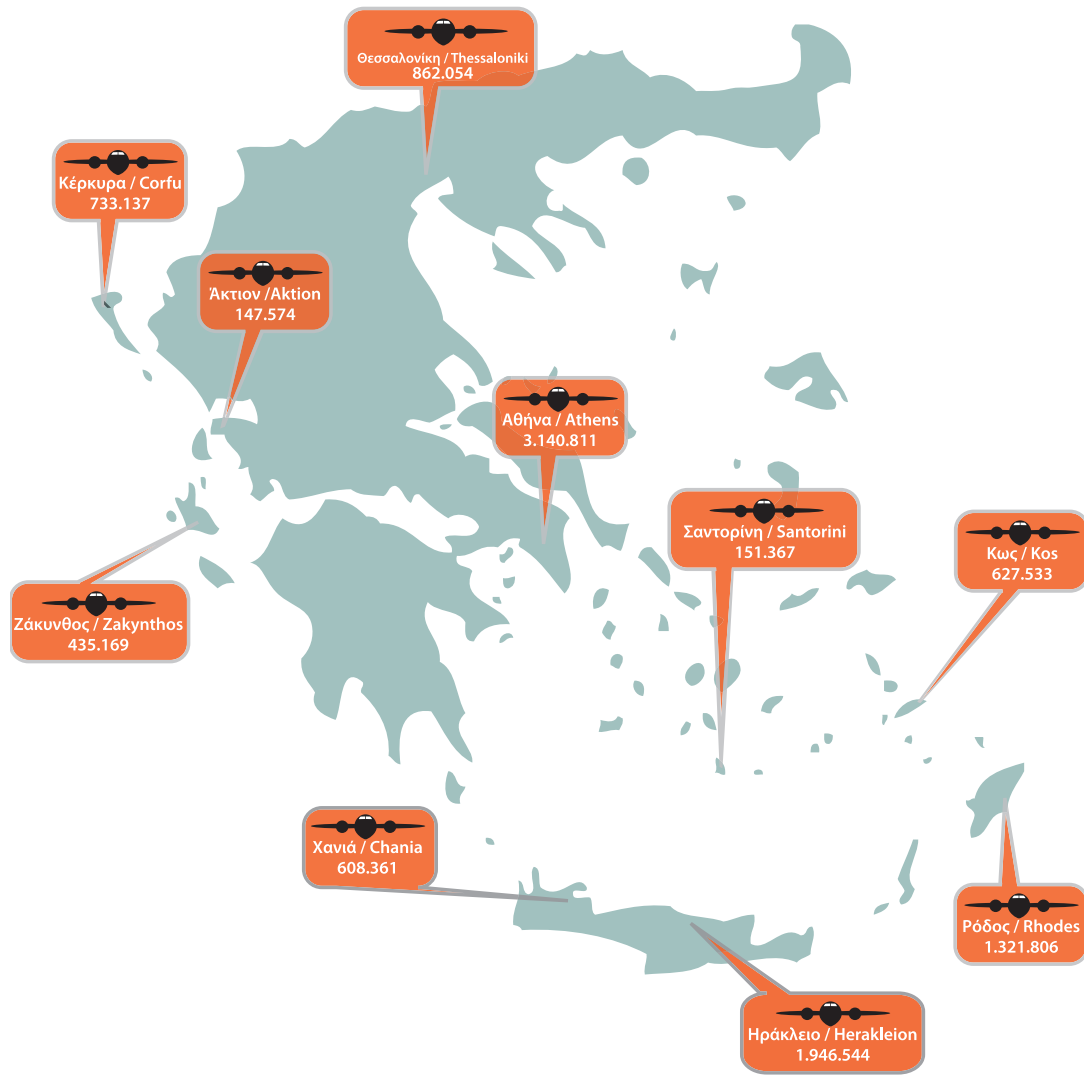 Θεσσαλονίκη / Thessaloniki
862.054
Κέρκυρα / Corfu
733.137
Άκτιον /Aktion
147.574
Αθήνα / Athens
3.140.811
Σαντορίνη / Santorini
151.367
Κως / Kos
627.533
Ζάκυνθος / Zakynthos
435.169
Χανιά / Chania
608.361
Ρόδος / Rhodes
1.321.806
Ηράκλειο / Herakleion
1.946.544